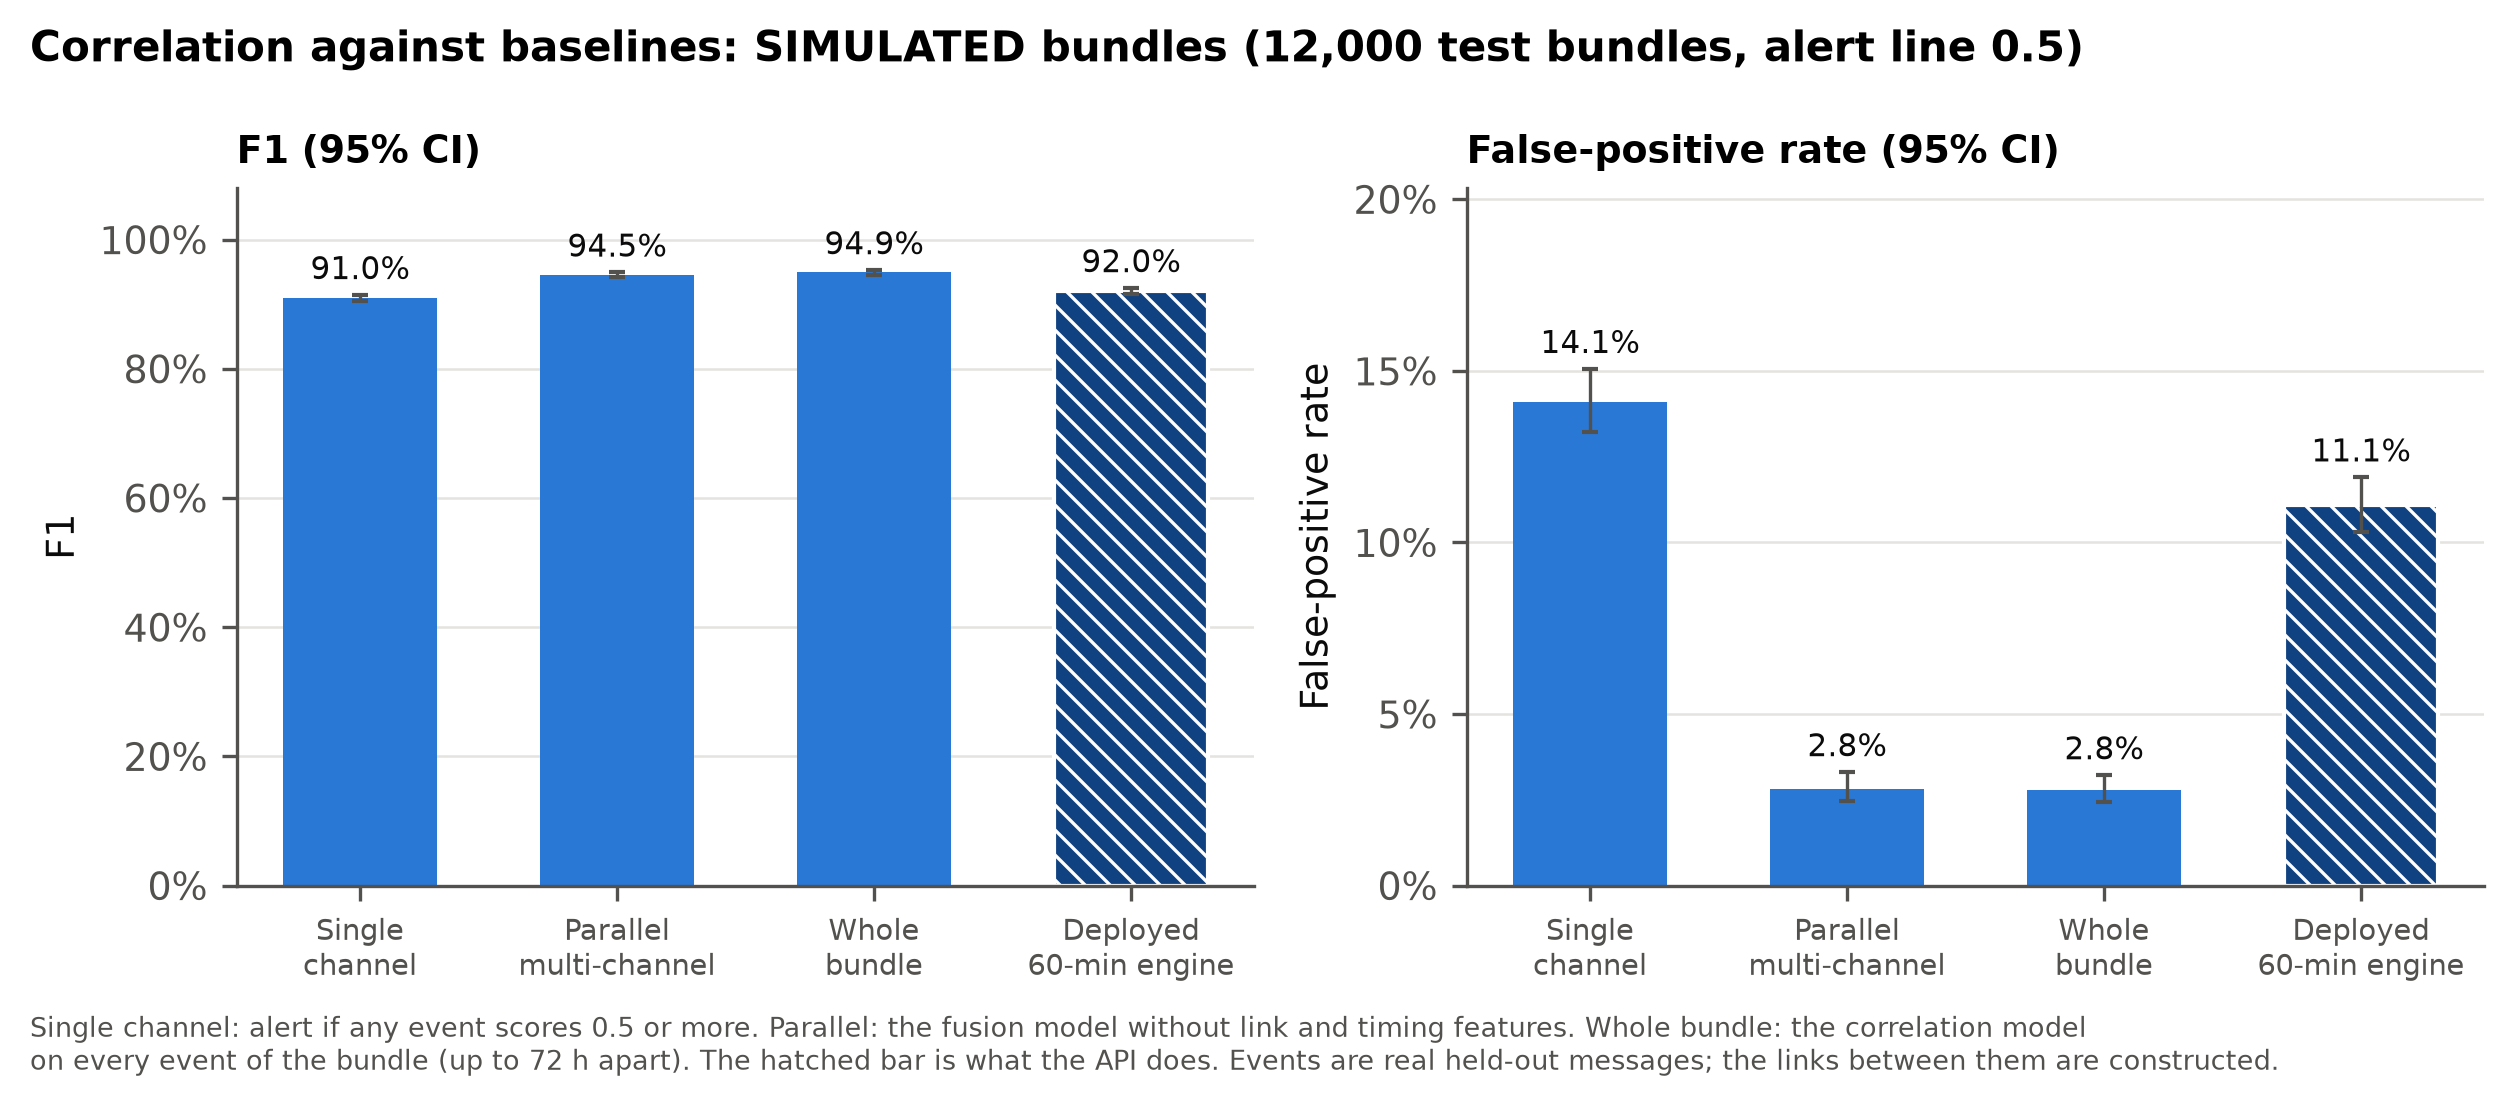 Correlation against baselines: SIMULATED bundles (12,000 test bundles, alert line 0.5)
F1 (95% CI)
F1
100%
80%
60%
40%
20%
0%
91.0%
94.5%
94.9%
92.0%
Single
channel
Parallel
multi-channel
Whole
bundle
Deployed
60-min engine
False-positive rate (95% CI)
False-positive rate
20%
15%
10%
5%
0%
14.1%
2.8%
2.8%
11.1%
Single
channel
Parallel
multi-channel
Whole
bundle
Deployed
60-min engine
Single channel: alert if any event scores 0.5 or more. Parallel: the fusion model without link and timing features. Whole bundle: the correlation model
on every event of the bundle (up to 72 h apart). The hatched bar is what the API does. Events are real held-out messages; the links between them are constructed.